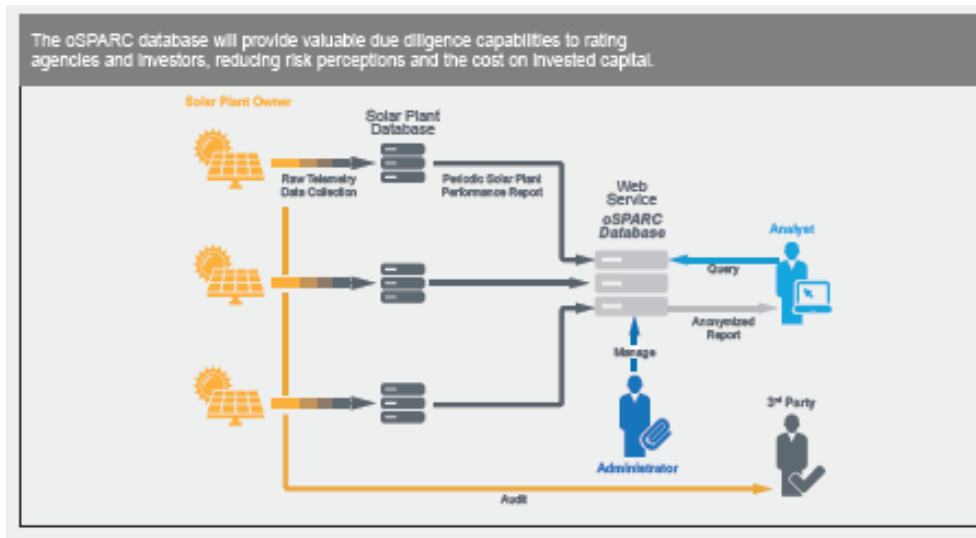 The oSPARC database will provide valuable due diligence capabilities to rating
agencies and investors, reducing risk perceptions and the cost on invested capital.
Solar Plant Owner
Solar Plant
Database
Raw Telemetry
Data Collection
Periodic Solar Plant
Performance Report
Web
Service
oSPARC
Database
Analyst
Query
Anonymized
Report
Manage
Administrator
3rd Party
Audit